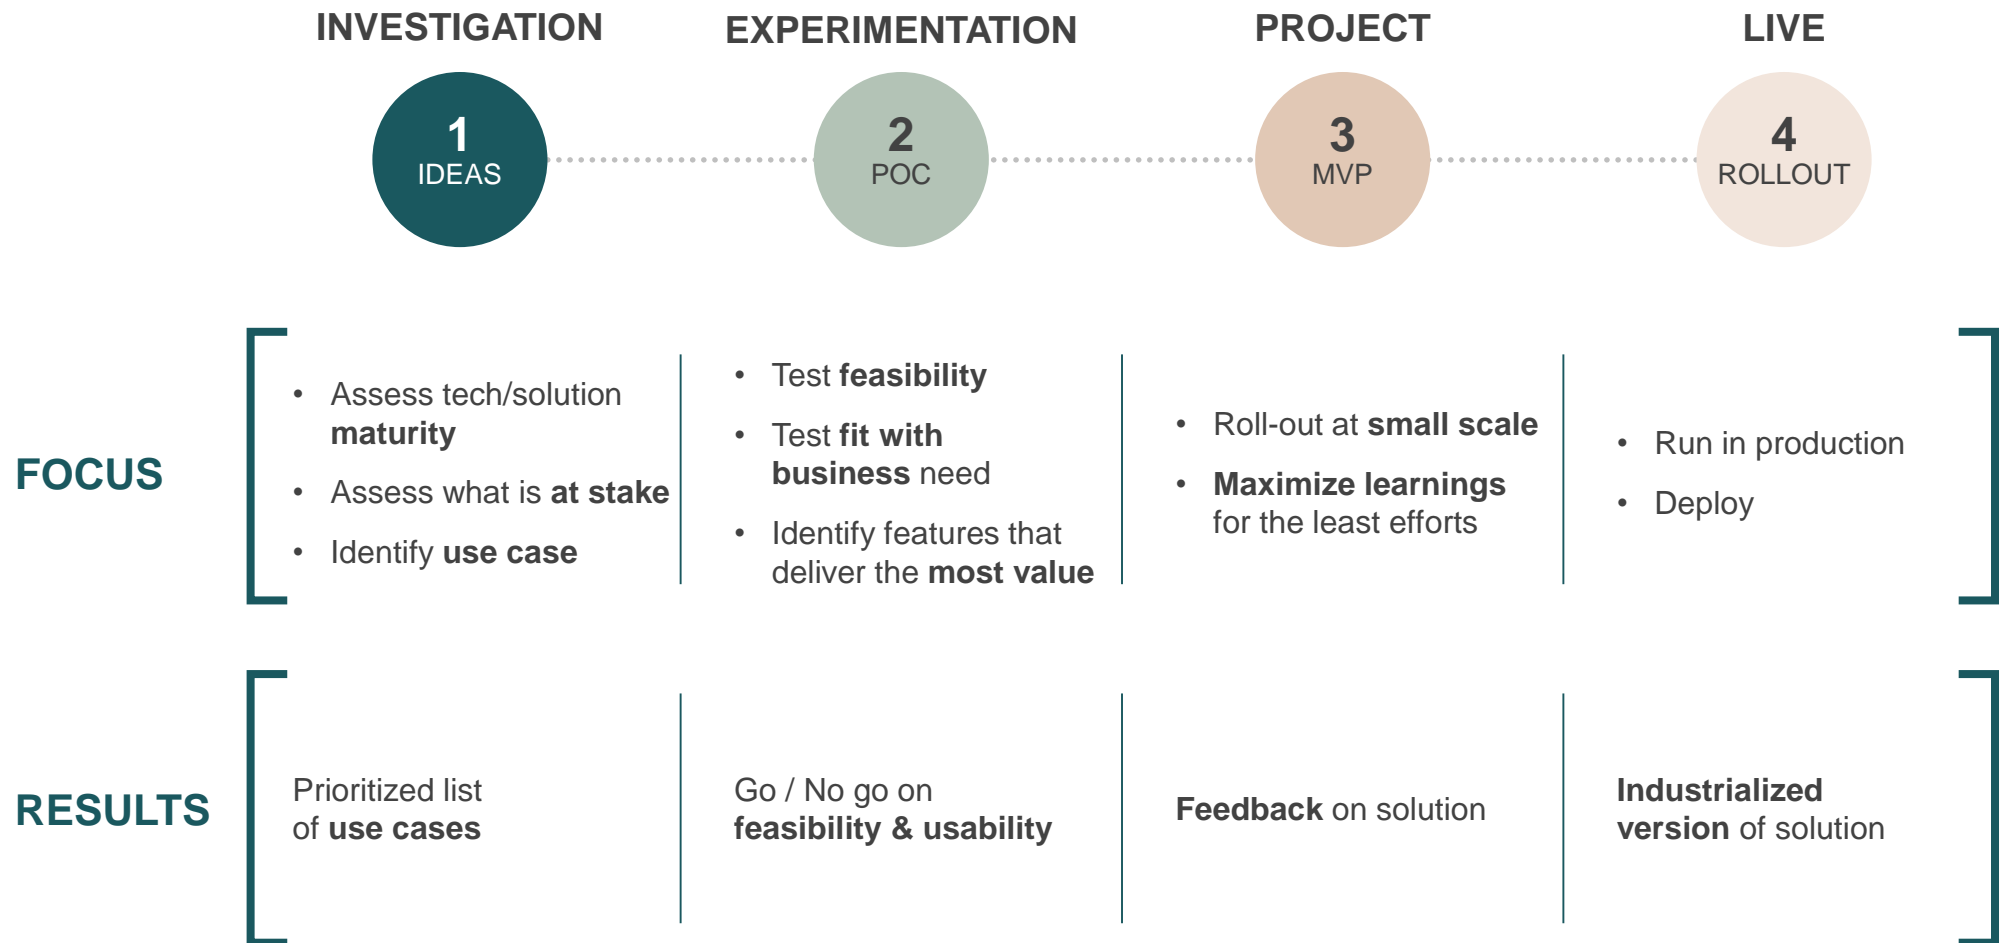 INVESTIGATION
EXPERIMENTATION
PROJECT
LIVE
1
IDEAS
2
POC
3
MVP
4
ROLLOUT
FOCUS
• Assess tech/solution
maturity
• Assess what is at stake
• Identify use case
• Test feasibility
• Test fit with
business need
• Identify features that
deliver the most value
• Roll-out at small scale
• Maximize learnings
for the least efforts
• Run in production
• Deploy
RESULTS
Prioritized list
of use cases
Go / No go on
feasibility & usability
Feedback on solution
Industrialized
version of solution